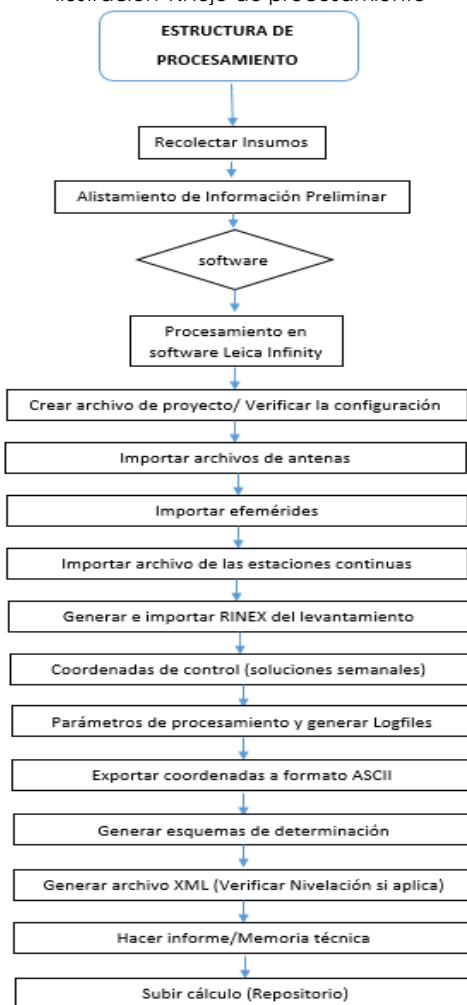 ESTRUCTURA DE
PROCESAMIENTO
Recolectar Insumos
Alistamiento de Información Preliminar
software
Procesamiento en
software Leica Infinity
Crear archivo de proyecto/ Verificar la configuración
Importar archivos de antenas
Importar efemérides
Importar archivo de las estaciones continuas
Generar e importar RINEX del levantamiento
Coordenadas de control (soluciones semanales)
Parámetros de procesamiento y generar Logfiles
Exportar coordenadas a formato ASCII
Generar esquemas de determinación
Generar archivo XML (Verificar Nivelación si aplica)
Hacer informe/Memoria técnica
Subir cálculo (Repositorio)